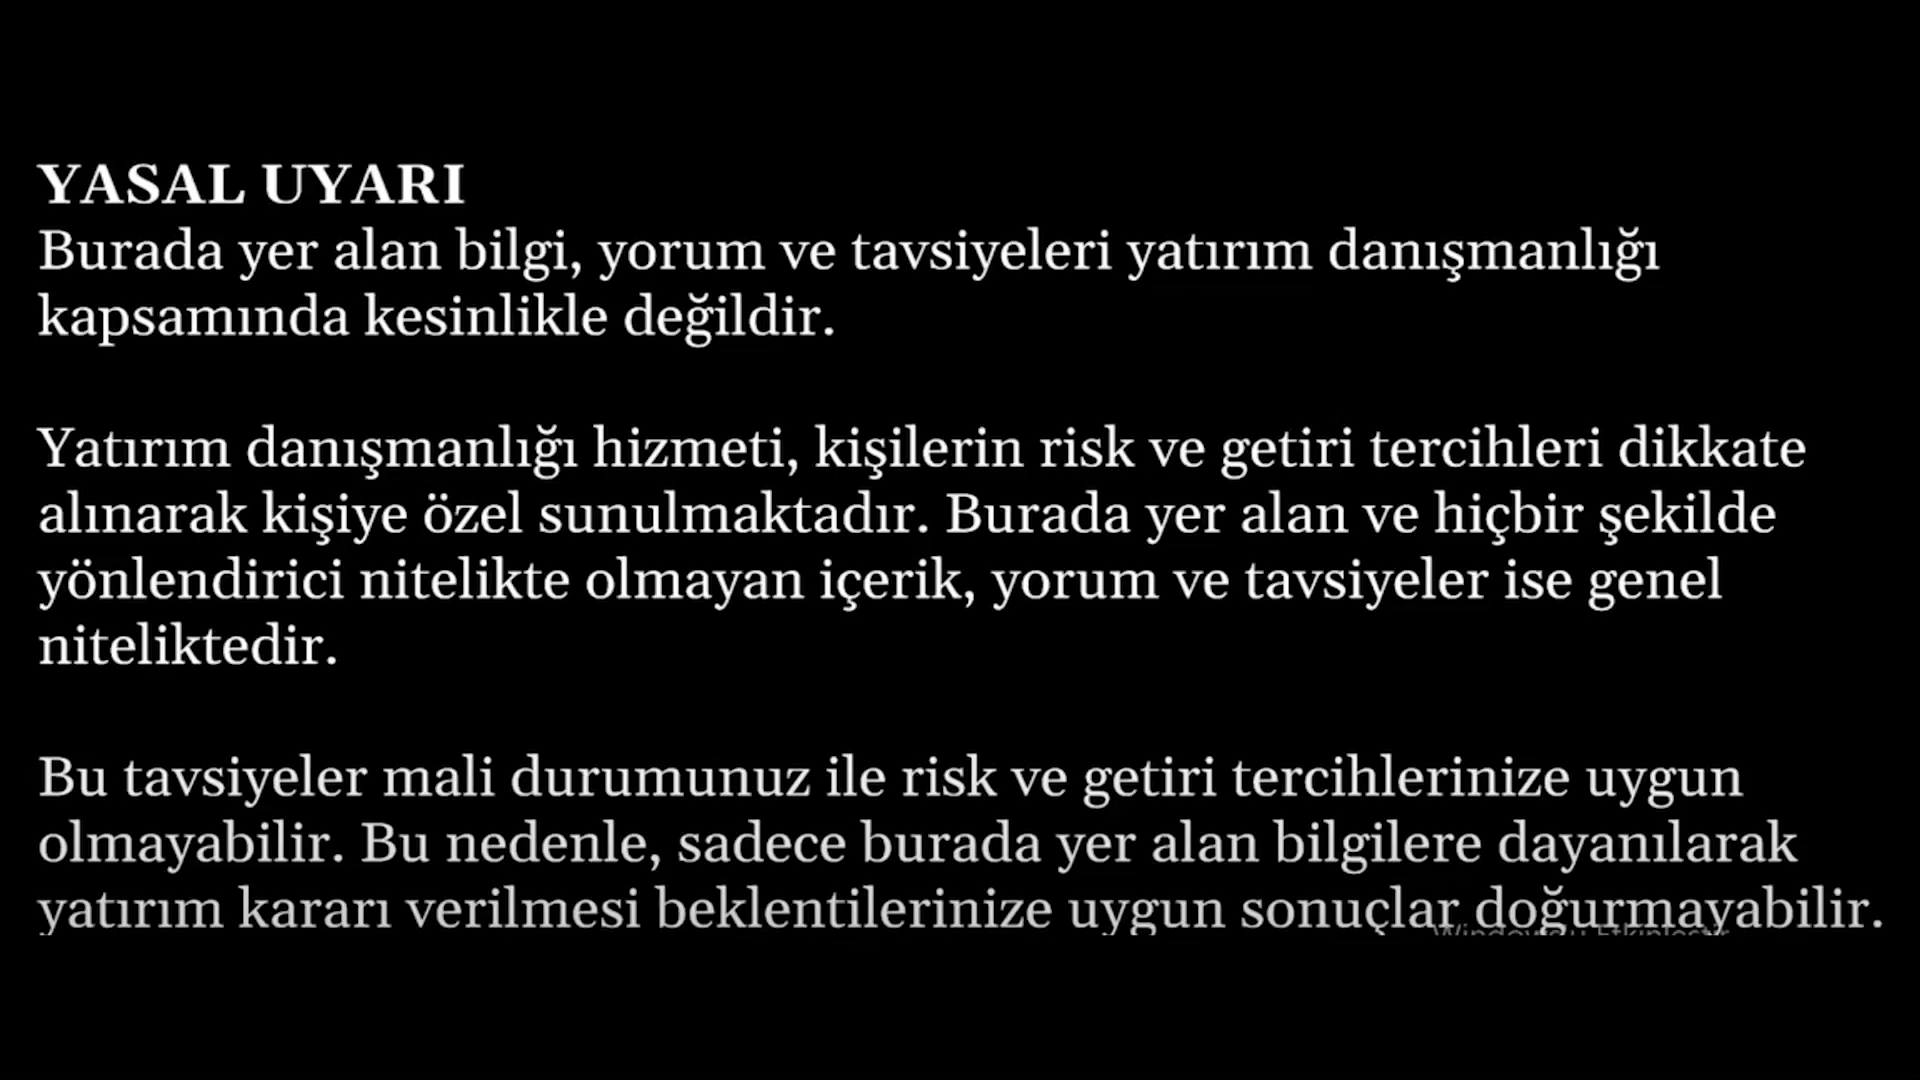 YASAL UYARI
Burada yer alan bilgi, yorum ve tavsiyeleri yatırım danışmanlığı
kapsamında kesinlikle değildir.
Yatırım danışmanlığı hizmeti, kişilerin risk ve getiri tercihleri dikkate
alınarak kişiye özel sunulmaktadır. Burada yer alan ve hiçbir şekilde
yönlendirici nitelikte olmayan içerik, yorum ve tavsiyeler ise genel
niteliktedir.
Bu tavsiyeler mali durumunuz ile risk ve getiri tercihlerinize uygun
olmayabilir. Bu nedenle, sadece burada yer alan bilgilere dayanılarak
yatırım kararı verilmesi beklentilerinize uygun sonuçlar doğurmayabilir.